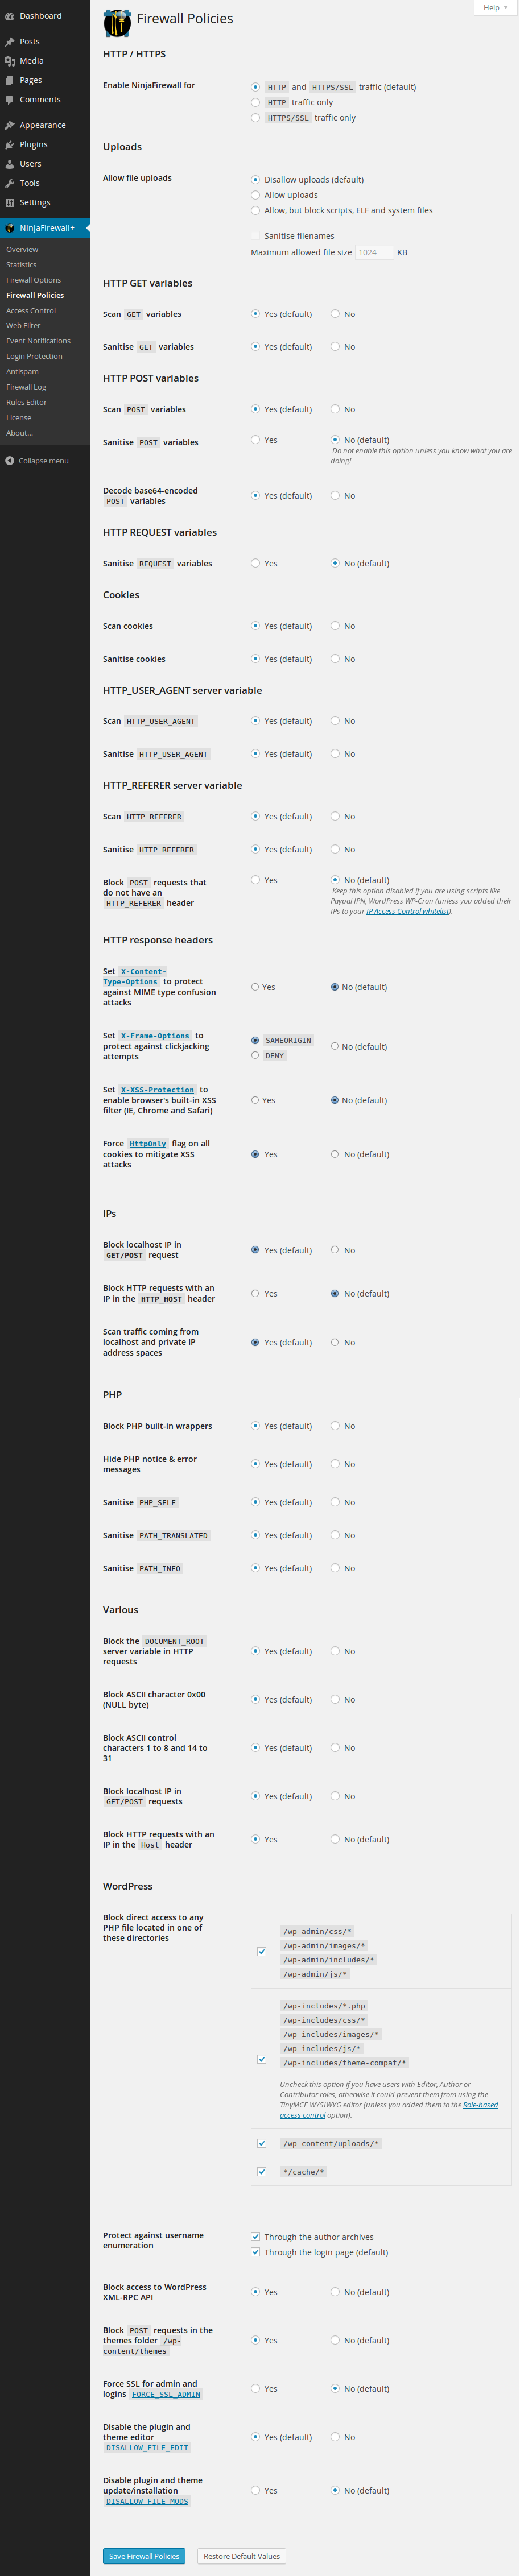 Dashboard
Posts
Media
Pages
Comments
Appearance
Plugins
Users
Tools
Settings
NinjaFirewall+
Overview
Statistics
Firewall Options
Firewall Policies
Access Control
Web Filter
Event Notifications
Login Protection
Antispam
Firewall Log
Rules Editor
License
About...
Collapse menu
Help
Firewall Policies
HTTP / HTTPS
Enable NinjaFirewall for
HTTP and HTTPS/SSL traffic (default)
HTTP traffic only
HTTPS/SSL traffic only
Uploads
Allow file uploads
Disallow uploads (default)
Allow uploads
Allow, but block scripts, ELF and system files
Sanitise filenames
Maximum allowed file size 1024 KB
HTTP GET variables
Scan GET variables Yes (default) No
Sanitise GET variables Yes (default) No
HTTP POST variables
Scan POST variables Yes (default) No
Sanitise POST variables Yes No (default)
Do not enable this option unless you know what you are
doing!
Decode base64-encoded
POST variables Yes (default) No
HTTP REQUEST variables
Sanitise REQUEST variables Yes No (default)
Cookies
Scan cookies Yes (default) No
Sanitise cookies Yes (default) No
HTTP_USER_AGENT server variable
Scan HTTP_USER_AGENT Yes (default) No
Sanitise HTTP_USER_AGENT Yes (default) No
HTTP_REFERER server variable
Scan HTTP_REFERER Yes (default) No
Sanitise HTTP_REFERER Yes (default) No
Block POST requests that
do not have an
HTTP_REFERER header
Yes No (default)
Keep this option disabled if you are using scripts like
Paypal IPN, WordPress WP-Cron (unless you added their
IPs to your IP Access Control whitelist).
HTTP response headers
Set X-Content-
Type-Options to protect
against MIME type confusion
attacks
Yes No (default)
Set X-Frame-Options to
protect against clickjacking
attempts
SAMEORIGIN
DENY
No (default)
Set X-XSS-Protection to
enable browser's built-in XSS
filter (IE, Chrome and Safari)
Yes No (default)
Force HttpOnly flag on all
cookies to mitigate XSS
attacks
Yes No (default)
IPs
Block localhost IP in
GET/POST request
Yes (default) No
Block HTTP requests with an
IP in the HTTP_HOST header
Yes No (default)
Scan traffic coming from
localhost and private IP
address spaces
Yes (default) No
PHP
Block PHP built-in wrappers Yes (default) No
Hide PHP notice & error
messages
Yes (default) No
Sanitise PHP_SELF Yes (default) No
Sanitise PATH_TRANSLATED Yes (default) No
Sanitise PATH_INFO Yes (default) No
Various
Block the DOCUMENT_ROOT
server variable in HTTP
requests
Yes (default) No
Block ASCII character 0x00
(NULL byte)
Yes (default) No
Block ASCII control
characters 1 to 8 and 14 to
31
Yes (default) No
Block localhost IP in
GET/POST requests
Yes (default) No
Block HTTP requests with an
IP in the Host header
Yes No (default)
WordPress
Block direct access to any
PHP file located in one of
these directories
/wp-admin/css/*
/wp-admin/images/*
/wp-admin/includes/*
/wp-admin/js/*
/wp-includes/*.php
/wp-includes/css/*
/wp-includes/images/*
/wp-includes/js/*
/wp-includes/theme-compat/*
Uncheck this option if you have users with Editor, Author or
Contributor roles, otherwise it could prevent them from using the
TinyMCE WYSIWYG editor (unless you added them to the Role-based
access control option).
/wp-content/uploads/*
*/cache/*
Protect against username
enumeration
Through the author archives
Through the login page (default)
Block access to WordPress
XML-RPC API
Yes No (default)
Block POST requests in the
themes folder /wp-
content/themes
Yes No (default)
Force SSL for admin and
logins FORCE_SSL_ADMIN
Yes No (default)
Disable the plugin and
theme editor
DISALLOW_FILE_EDIT
Yes (default) No
Disable plugin and theme
update/installation
DISALLOW_FILE_MODS
Yes No (default)
Save Firewall Policies Restore Default Values